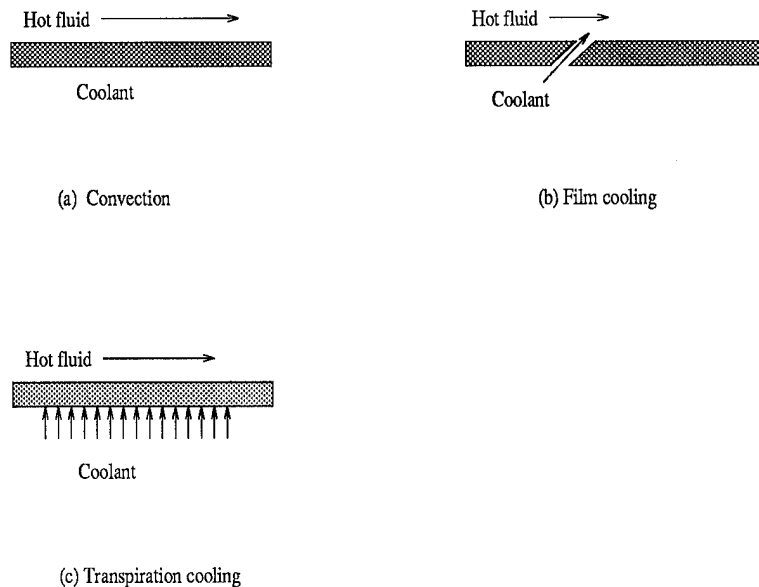 Hot fluid
Coolant
(a) Convection
Hot fluid
Coolant
(b) Film cooling
Hot fluid
Coolant
(c) Transpiration cooling